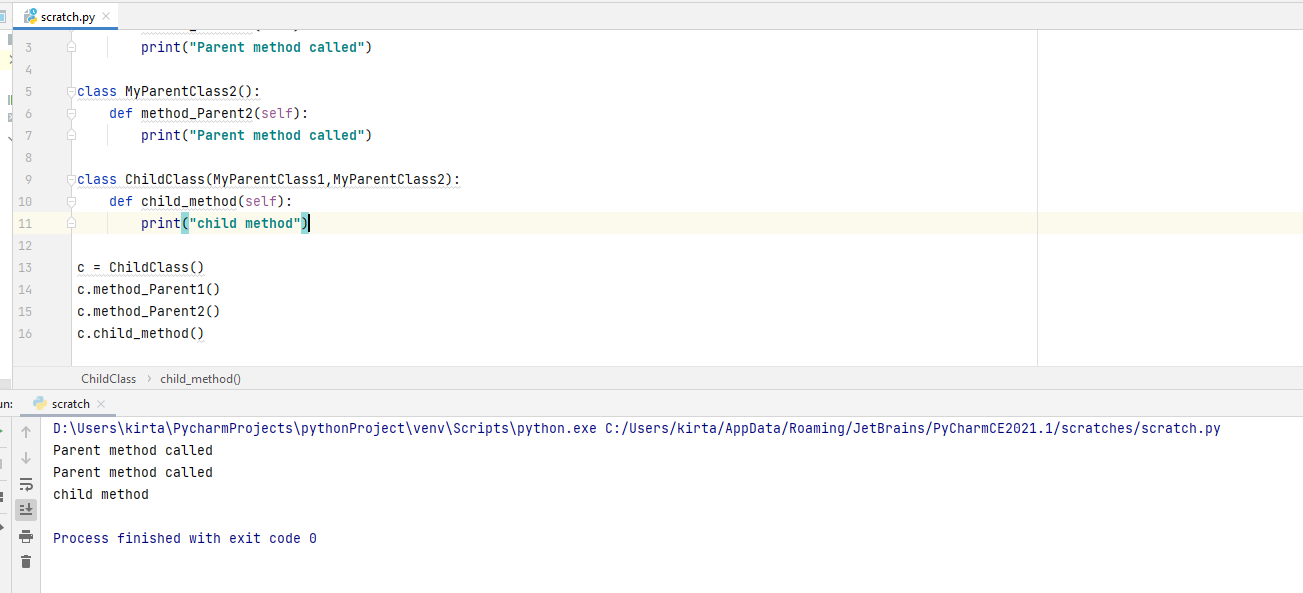 scratch.py
3 print("Parent method called")
4
5 class MyParentClass2():
6 def method_Parent2(self):
7 print("Parent method called")
8
9 class ChildClass(MyParentClass1,MyParentClass2):
10 def child_method(self):
11 print("child method")
12
13 c = ChildClass()
14 c.method_Parent1()
15 c.method_Parent2()
16 c.child_method()
ChildClass › child_method()
un: scratch
D:\Users\kirta\PycharmProjects\pythonProject\venv\Scripts\python.exe C:/Users/kirta/AppData/Roaming/JetBrains/PyCharmCE2021.1/scratches/scratch.py
Parent method called
Parent method called
child method
Process finished with exit code 0